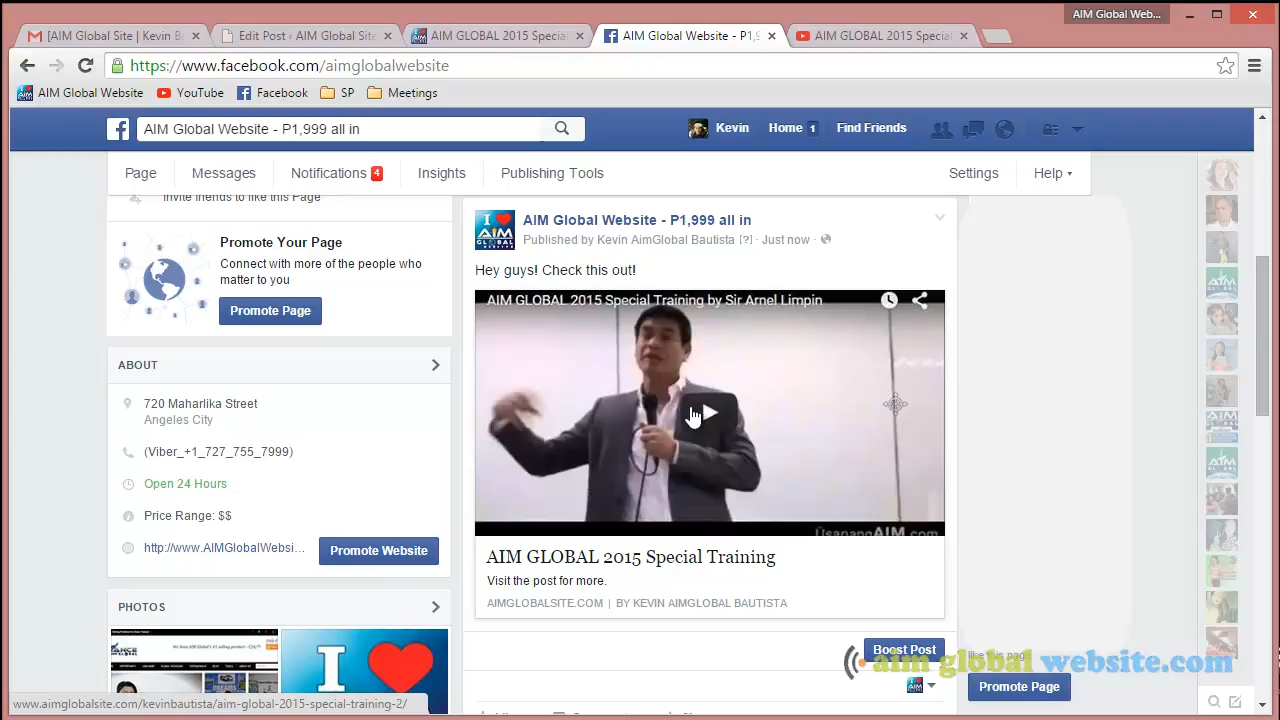 AIM Global Web...
[AIM Global Site | Kevin B
Edit Post ‹ AIM Global Site
AIM GLOBAL 2015 Special
AIM Global Website - P1,9
AIM GLOBAL 2015 Special
https://www.facebook.com/aimglobalwebsite
AIM Global Website
YouTube
Facebook
SP
Meetings
AIM Global Website - P1,999 all in
Kevin
Home 1
Find Friends
Page
Messages
Notifications 4
Insights
Publishing Tools
Settings
Help
Invite friends to like this Page
Promote Your Page
Connect with more of the people who
matter to you
Promote Page
ABOUT
720 Maharlika Street
Angeles City
(Viber_+1_727_755_7999)
Open 24 Hours
Price Range: $$
http://www.AIMGlobalWebsi...
Promote Website
PHOTOS
I
AIM Global Website - P1,999 all in
Published by Kevin AimGlobal Bautista [?] · Just now ·
Hey guys! Check this out!
I AIM GLOBAL WEBSITE
AIM GLOBAL 2015 Special Training by Sir Arnel Limpin
UsapangAIM.com
AIM GLOBAL 2015 Special Training
Visit the post for more.
AIMGLOBALSITE.COM | BY KEVIN AIMGLOBAL BAUTISTA
Boost Post
like this pag
aim global website.com
Promote Page
www.aimglobalsite.com/kevinbautista/aim-global-2015-special-training-2/